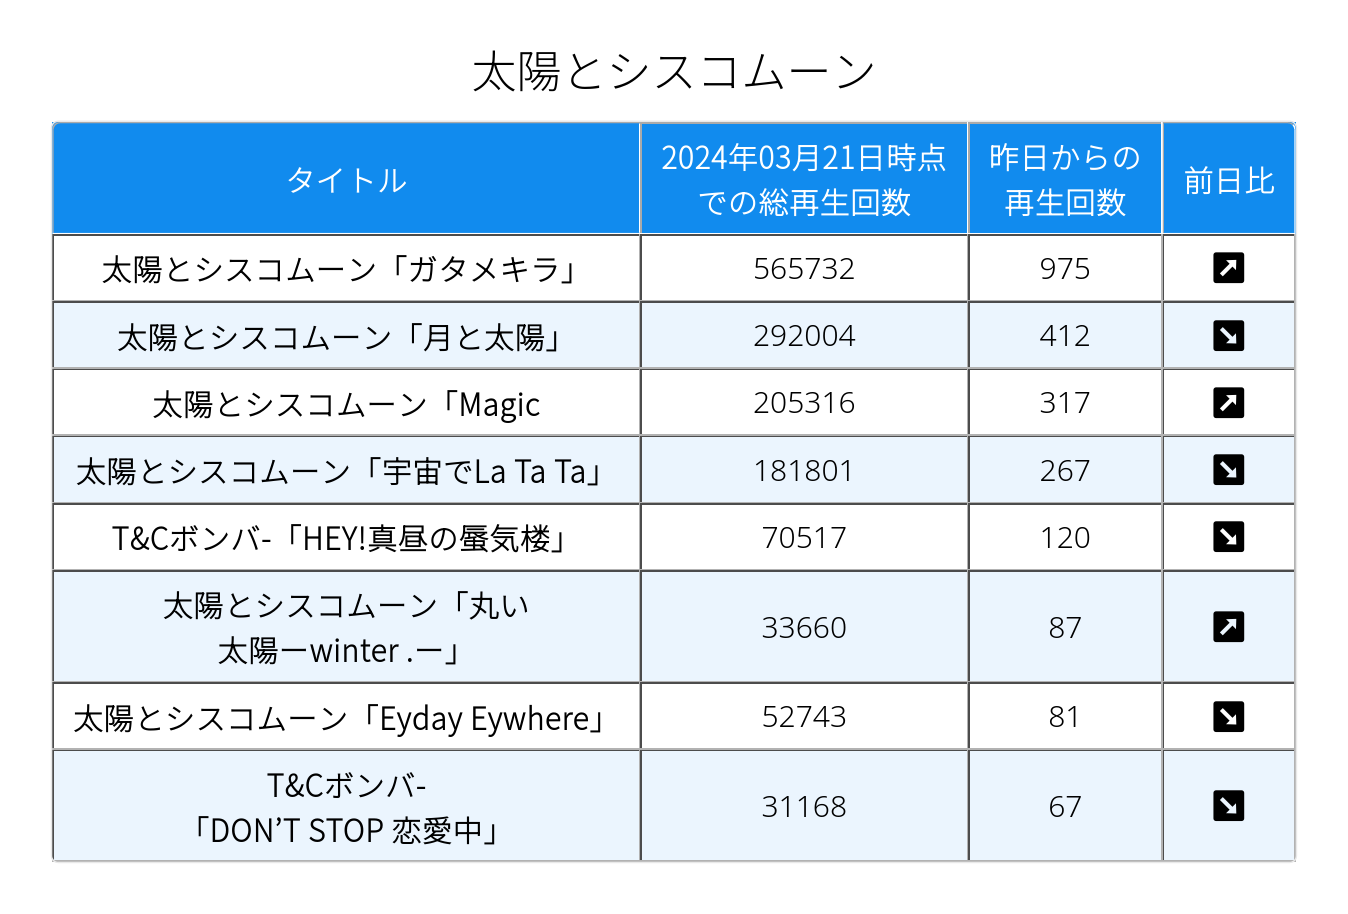 太陽とシスコムーン
タイトル
2024年03月21日時点
での総再生回数
昨日からの
再生回数
前日比
太陽とシスコムーン「ガタメキラ」
565732
975
太陽とシスコムーン「月と太陽」
292004
412
太陽とシスコムーン「Magic
205316
317
太陽とシスコムーン「宇宙でLa Ta Ta」
181801
267
T&Cボンバ-「HEY!真昼の蜃気楼」
70517
120
太陽とシスコムーン「丸い
太陽ーwinter .ー」
33660
87
太陽とシスコムーン「Eyday Eywhere」
52743
81
T&Cボンバ-
「DON’T STOP 恋愛中」
31168
67